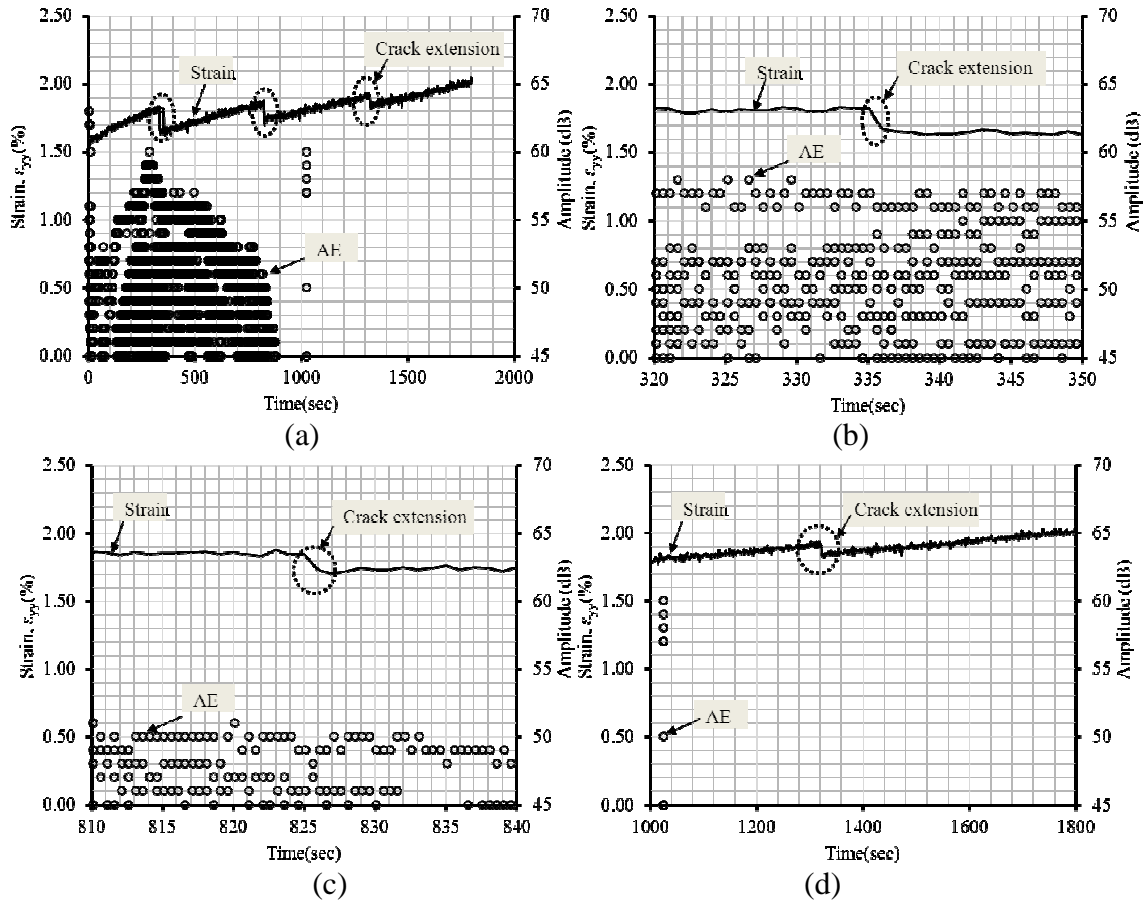 2.50
70
2.00
65
1.50
60
1.00
55
0.50
50
0.00
45
0
500
1000
1500
2000
Strain. εyy(%)
Amplitude (dB)
Time(sec)
Strain
Crack extension
AE
(a)
2.50
70
2.00
65
1.50
60
1.00
55
0.50
50
0.00
45
320
325
330
335
340
345
350
Strain. εyy(%)
Amplitude (dB)
Time(sec)
Strain
Crack extension
AE
(b)
2.50
70
2.00
65
1.50
60
1.00
55
0.50
50
0.00
45
810
815
820
825
830
835
840
Strain. εyy(%)
Amplitude (dB)
Time(sec)
Strain
Crack extension
AE
(c)
2.50
70
2.00
65
1.50
60
1.00
55
0.50
50
0.00
45
1000
1200
1400
1600
1800
Strain. εyy(%)
Amplitude (dB)
Time(sec)
Strain
Crack extension
AE
(d)